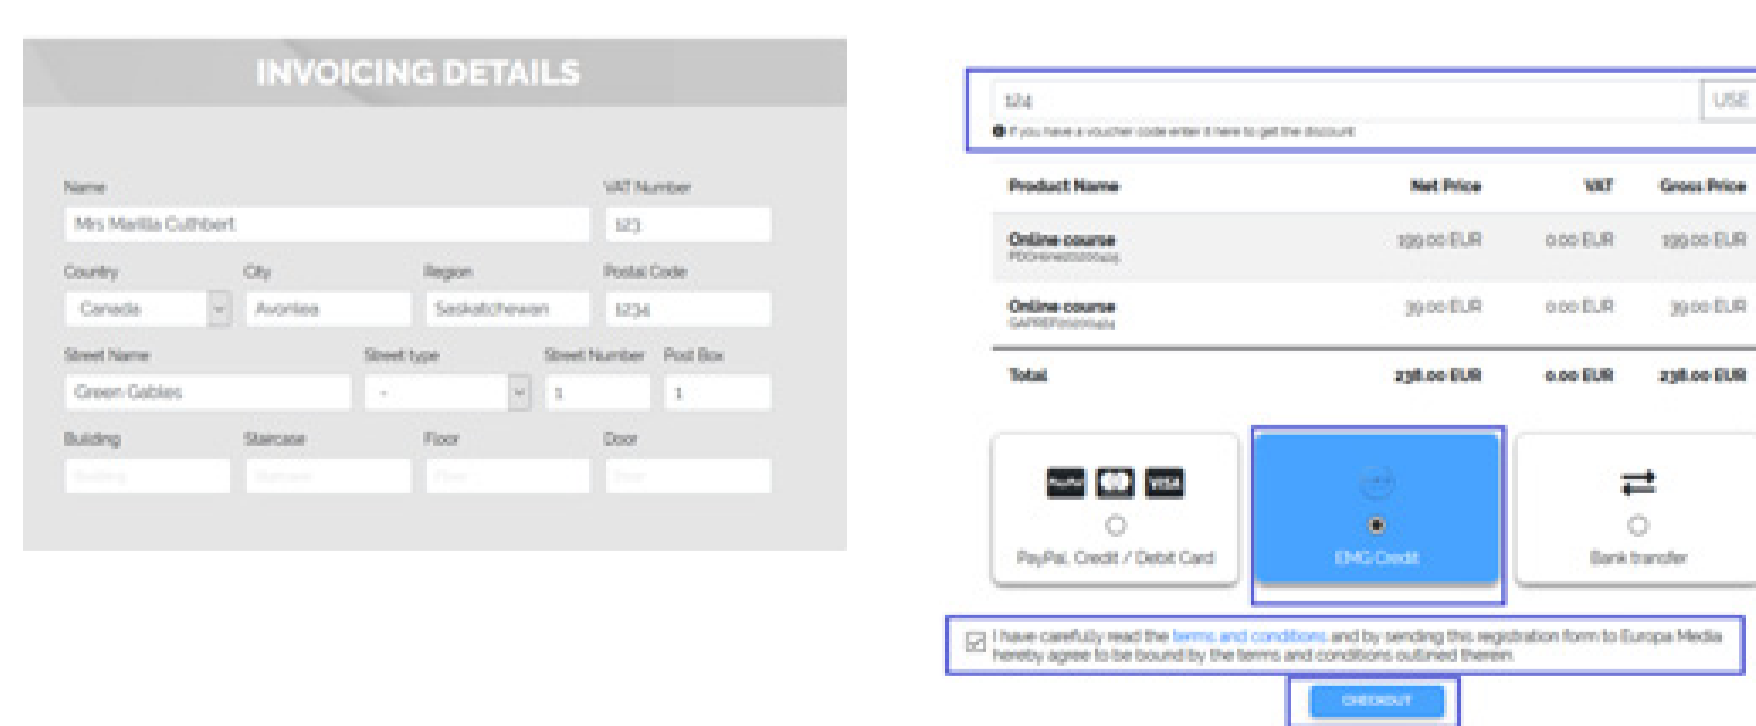 INVOICING DETAILS
Name VAT Number
Mrs Marilla Cuthbert 123
Country City Region Postal Code
Canada Avonlea Saskatchewan 1234
Street Name Street type Street Number Post Box
Green Gables - 1 1
Building Staircase Floor Door
Building Staircase Floor Door
124 USE
If you have a voucher code enter it here to get the discount
Product Name Net Price VAT Gross Price
Online course 199.00 EUR 0.00 EUR 199.00 EUR
Online course 39.00 EUR 0.00 EUR 39.00 EUR
Total 238.00 EUR 0.00 EUR 238.00 EUR
PayPal VISA
PayPal, Credit / Debit Card EMG Credit Bank transfer
I have carefully read the terms and conditions and by sending this registration form to Europa Media
hereby agree to be bound by the terms and conditions outlined therein.
CHECKOUT